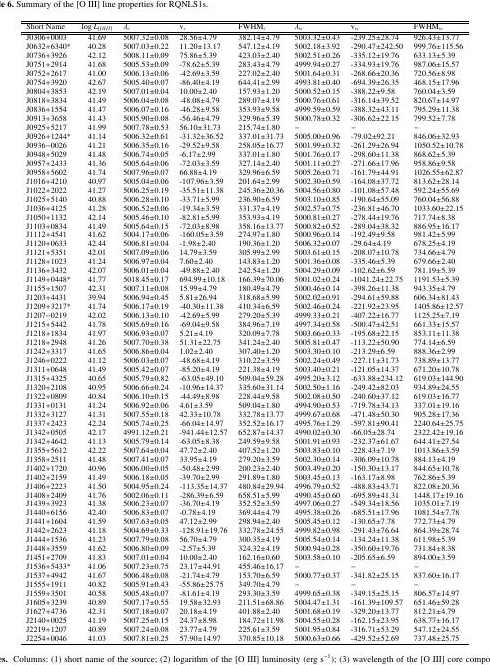 le 6. Summary of the [O III] line properties for RQNLS1s.
Short Name log L[OIII] λc vc FWHMc λw vw FWHMw
J0306+0003 41.69 5007.32±0.08 28.56±4.79 382.14±4.79 5003.32±0.43 −239.25±28.74 926.43±13.77
J0632+6340* 40.28 5007.03±0.22 11.20±13.17 547.12±4.19 5002.18±3.92 −290.47±242.50 999.76±115.56
J0736+3926 42.12 5008.11±0.09 75.86±5.39 423.03±2.40 5002.51±0.26 −335.12±19.76 633.13±5.39
J0751+2914 41.68 5005.53±0.09 −78.62±5.39 283.43±4.79 4999.94±0.27 −334.93±19.76 987.06±15.57
J0752+2617 41.00 5006.13±0.06 −42.69±3.59 227.02±2.40 5001.64±0.31 −268.66±20.36 720.56±8.98
J0754+3920 42.67 5005.40±0.07 −86.40±4.19 644.41±2.99 4993.81±0.40 −694.39±26.35 468.15±17.96
J0804+3853 42.19 5007.01±0.04 10.00±2.40 157.93±1.20 5000.52±0.15 −388.22±9.58 760.04±3.59
J0818+3834 41.49 5006.04±0.08 −48.08±4.79 289.07±4.19 5000.76±0.21 −316.14±39.52 820.67±14.97
J0836+1554 41.47 5006.07±0.16 −46.28±9.58 353.93±9.58 4999.59±0.59 −388.32±43.11 795.29±11.38
J0913+3658 41.43 5005.90±0.08 −56.46±4.79 329.96±5.39 5000.78±0.32 −306.62±22.15 799.52±7.78
J0925+5217 41.99 5007.78±0.53 56.10±31.73 215.74±1.80 − − −
J0926+1244* 41.14 5006.32±0.61 −31.32±36.52 337.01±31.73 5005.00±0.96 −79.02±92.21 846.06±32.93
J0936−0026 41.21 5006.35±0.16 −29.52±9.58 258.05±16.77 5001.99±0.63 −261.29±26.94 1050.52±10.78
J0948+5029 41.48 5006.74±0.05 −6.17±2.99 337.01±1.80 5001.76±0.17 −298.60±11.38 868.62±5.39
J0957+2433 41.36 5005.64±0.06 −72.03±3.59 327.14±2.40 5001.11±0.27 −271.66±17.96 958.86±9.58
J0958+5602 41.74 5007.96±0.07 66.88±4.19 329.96±6.59 5005.26±0.71 −161.79±44.91 1026.55±62.87
J1016+4210 40.97 5005.04±0.06 −107.96±3.59 201.64±2.99 5002.30±0.59 −164.08±37.72 813.62±28.14
J1022+2022 41.27 5006.25±0.19 −35.51±11.38 245.36±20.36 5004.56±0.80 −101.08±57.48 592.24±55.69
J1025+5140 40.88 5006.28±0.10 −33.71±5.99 236.90±6.59 5003.10±0.85 −190.64±55.09 760.04±56.88
J1036+4125 41.28 5006.52±0.06 −19.34±3.59 331.37±4.19 5002.57±0.75 −236.81±46.70 1033.60±22.15
J1050+1132 42.14 5005.46±0.10 −82.81±5.99 353.93±4.19 5000.81±0.27 −278.44±19.76 717.74±8.38
J1103+0834 41.49 5005.64±0.15 −72.03±8.98 358.16±13.77 5000.82±0.52 −289.04±38.32 886.95±16.17
J1112+4541 41.62 5004.17±0.06 −160.05±3.59 274.97±1.80 5000.96±0.14 −192.49±9.58 981.42±5.99
J1120+0633 42.44 5006.81±0.04 −1.98±2.40 190.36±1.20 5006.32±0.07 −29.64±4.19 678.25±4.19
J1121+5351 42.01 5007.09±0.06 14.79±3.59 305.99±2.99 5003.61±0.15 −208.07±10.78 734.66±4.79
J1128+1023 41.24 5006.97±0.04 7.60±2.40 143.83±1.20 5001.36±0.08 −335.46±5.39 679.66±2.40
J1136+3432 42.07 5006.01±0.04 −49.88±2.40 242.54±1.20 5004.29±0.09 −102.62±6.59 781.19±5.39
J1148+0448* 41.77 5018.45±0.17 694.99±10.18 166.39±70.06 5001.02±0.24 −1041.24±22.75 1191.53±5.39
J1155+1507 42.31 5007.11±0.08 15.99±4.79 310.22±4.79 5000.46±0.14 −398.26±11.38 943.35±4.79
J1203+4431 39.94 5006.94±0.45 5.81±26.94 318.68±5.99 5002.02±0.91 −294.61±59.88 606.34±81.43
J1209+3217* 41.74 5006.17±0.19 −40.30±11.38 410.34±6.59 5002.46±0.24 −221.92±23.95 1405.86±12.57
J1207−0219 42.02 5006.13±0.10 −42.69±5.99 279.20±5.39 4999.33±0.21 −407.22±16.77 1125.25±7.19
J1215+5442 41.78 5005.69±0.16 −69.04±9.58 384.96±7.19 4997.34±0.58 −500.47±42.51 661.33±15.57
J1218+1834 41.97 5006.93±0.07 5.21±4.19 320.09±7.78 5003.66±0.33 −195.68±22.15 853.11±11.38
J1218+2948 41.26 5007.70±0.38 51.31±22.75 341.24±2.40 5005.81±0.47 −113.22±50.90 774.14±6.59
J1242+3317 41.65 5006.86±0.04 1.02±2.40 307.40±1.20 5003.30±0.10 −213.29±6.59 888.36±2.99
J1246+0222 41.12 5006.03±0.07 −48.68±4.19 310.22±3.59 5002.24±0.49 −227.11±31.73 738.89±13.77
J1311+0648 41.49 5005.42±0.07 −85.20±4.19 221.38±4.19 5003.40±0.21 −121.05±14.37 671.20±10.78
J1315+4325 40.65 5005.79±0.82 −63.05±49.10 509.04±59.28 4995.20±3.12 −633.88±234.12 619.03±144.90
J1320+2108 40.95 5006.66±0.24 −10.96±14.37 335.60±31.14 5002.50±1.16 −249.42±82.03 934.89±24.55
J1322+0809 40.84 5006.10±0.15 −44.49±8.98 228.44±9.58 5002.08±0.50 −240.60±37.12 619.03±16.77
J1331+0131 41.24 5006.92±0.06 4.61±3.59 509.04±1.80 4994.90±0.53 −719.78±34.13 337.01±19.16
J1332+3127 41.31 5007.55±0.18 42.33±10.78 332.78±13.77 4999.67±0.68 −471.48±50.30 905.28±17.36
J1337+2423 42.24 5005.74±0.25 −66.04±14.97 352.52±16.17 4995.76±1.29 −597.81±90.41 2240.64±25.75
J1342+0505 42.17 4991.12±0.21 −941.44±12.57 652.87±14.37 4990.02±0.30 −66.05±28.74 2322.42±19.16
J1342+4642 41.13 5005.79±0.14 −63.05±8.38 249.59±9.58 5001.91±0.93 −232.37±61.67 644.41±27.54
J1355+5612 42.22 5007.64±0.04 47.72±2.40 407.52±1.20 5003.83±0.10 −228.43±7.19 1013.86±3.59
J1358+2511 41.48 5007.41±0.07 33.95±4.19 279.20±3.59 5002.30±0.14 −306.09±10.78 884.13±4.19
J1402+1720 40.96 5006.00±0.05 −50.48±2.99 200.23±2.40 5003.49±0.20 −150.30±13.17 844.65±10.78
J1402+2159 41.49 5006.18±0.05 −39.70±2.99 291.89±1.80 5003.45±0.13 −163.17±8.98 762.86±5.39
J1406+2223 41.50 5004.95±0.24 −113.35±14.37 480.84±29.94 4996.79±0.52 −488.83±43.71 822.08±20.36
J1408+2409 41.76 5002.06±0.11 −286.39±6.59 658.51±5.99 4990.45±0.60 −695.89±41.31 1448.17±19.16
J1419+3923 41.38 5006.23±0.07 −36.70±4.19 352.52±3.59 4997.06±0.27 −549.34±18.56 1035.01±7.19
J1440+6156 42.40 5006.83±0.07 −0.78±4.19 369.44±4.79 4995.38±0.26 −685.51±17.96 1081.54±7.78
J1441+1604 41.59 5007.63±0.05 47.12±2.99 298.94±2.40 5005.45±0.12 −130.65±7.78 772.73±4.79
J1442+2623 41.18 5004.69±0.33 −128.91±19.76 332.78±24.55 4999.82±0.98 −291.43±76.64 864.39±28.74
J1444+1536 41.23 5007.79±0.08 56.70±4.79 300.35±4.19 5005.54±0.14 −134.24±11.38 611.98±5.39
J1448+3559 41.62 5006.80±0.09 −2.57±5.39 324.32±4.19 5000.94±0.28 −350.60±19.76 731.84±8.38
J1451+2709 41.83 5007.01±0.04 10.00±2.40 162.16±0.60 5003.58±0.10 −205.65±6.59 894.00±3.59
J1536+5433* 41.06 5007.23±0.75 23.17±44.91 455.46±16.17 − − −
J1537+4942 41.67 5006.48±0.08 −21.74±4.79 153.70±6.59 5000.77±0.37 −341.82±25.15 837.60±16.17
J1555+1911 40.82 5005.91±0.43 −55.86±25.75 349.70±4.79 − − −
J1559+3501 40.58 5005.48±0.07 −81.61±4.19 293.30±3.59 4999.65±0.38 −349.15±25.15 806.57±14.97
J1605+3239 40.89 5007.17±0.55 19.58±32.93 211.51±68.86 5004.47±1.31 −161.39±109.57 651.46±59.28
J1627+4736 42.31 5007.18±0.07 20.18±4.19 401.88±2.40 5001.68±0.19 −329.20±13.77 812.21±4.79
J2140+0025 41.19 5007.25±0.15 24.37±8.98 184.72±11.98 5004.55±0.28 −162.15±23.95 638.77±16.17
J2219+1207 40.89 5007.24±0.08 23.77±4.79 225.61±3.59 5001.95±0.84 −316.71±53.29 547.12±24.55
J2254+0046 41.03 5007.81±0.25 57.90±14.97 370.85±10.18 5000.63±0.66 −429.52±52.69 737.48±25.75
es. Columns: (1) short name of the source; (2) logarithm of the [O III] luminosity (erg s−1); (3) wavelength of the [O III] core compo